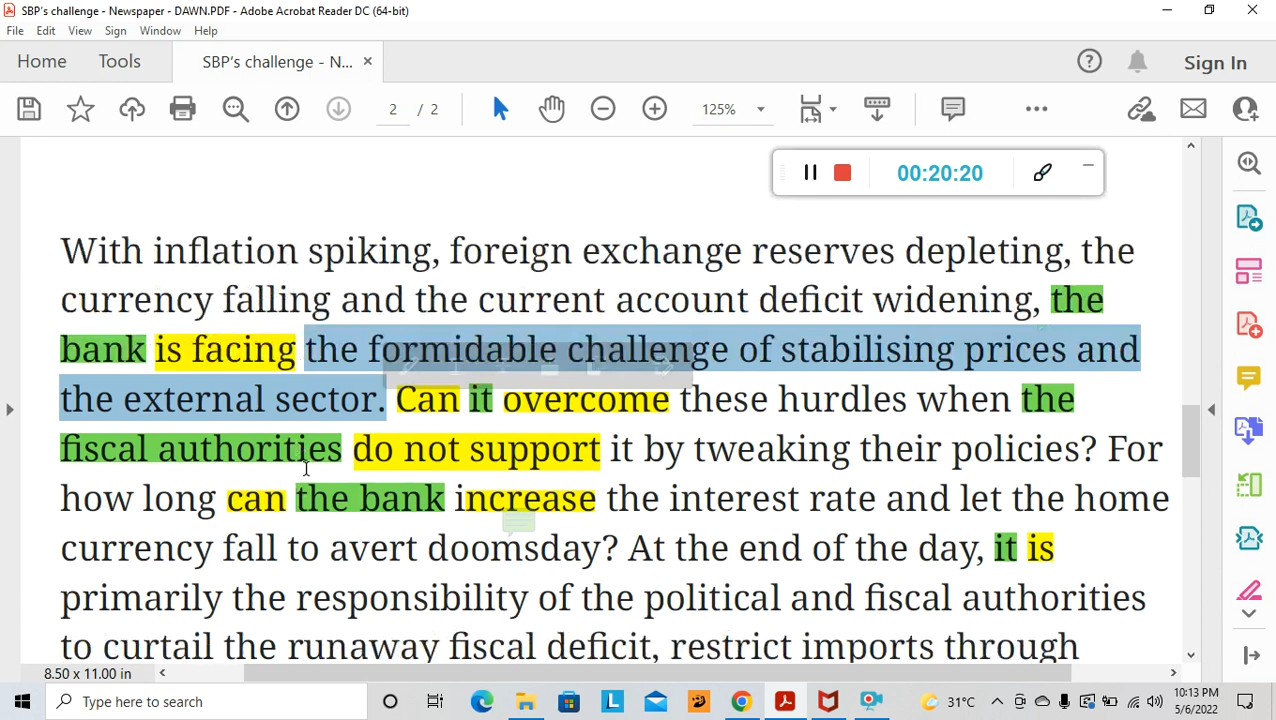 SBP's challenge - Newspaper - DAWN.PDF - Adobe Acrobat Reader DC (64-bit)
File Edit View Sign Window Help
Home Tools SBP's challenge - N... × Sign In
2 / 2 125%
00:20:20
With inflation spiking, foreign exchange reserves depleting, the
currency falling and the current account deficit widening, the
bank is facing the formidable challenge of stabilising prices and
the external sector. Can it overcome these hurdles when the
fiscal authorities do not support it by tweaking their policies? For
how long can the bank increase the interest rate and let the home
currency fall to avert doomsday? At the end of the day, it is
primarily the responsibility of the political and fiscal authorities
to curtail the runaway fiscal deficit, restrict imports through
8.50 x 11.00 in
Type here to search
31°C
10:13 PM
5/6/2022